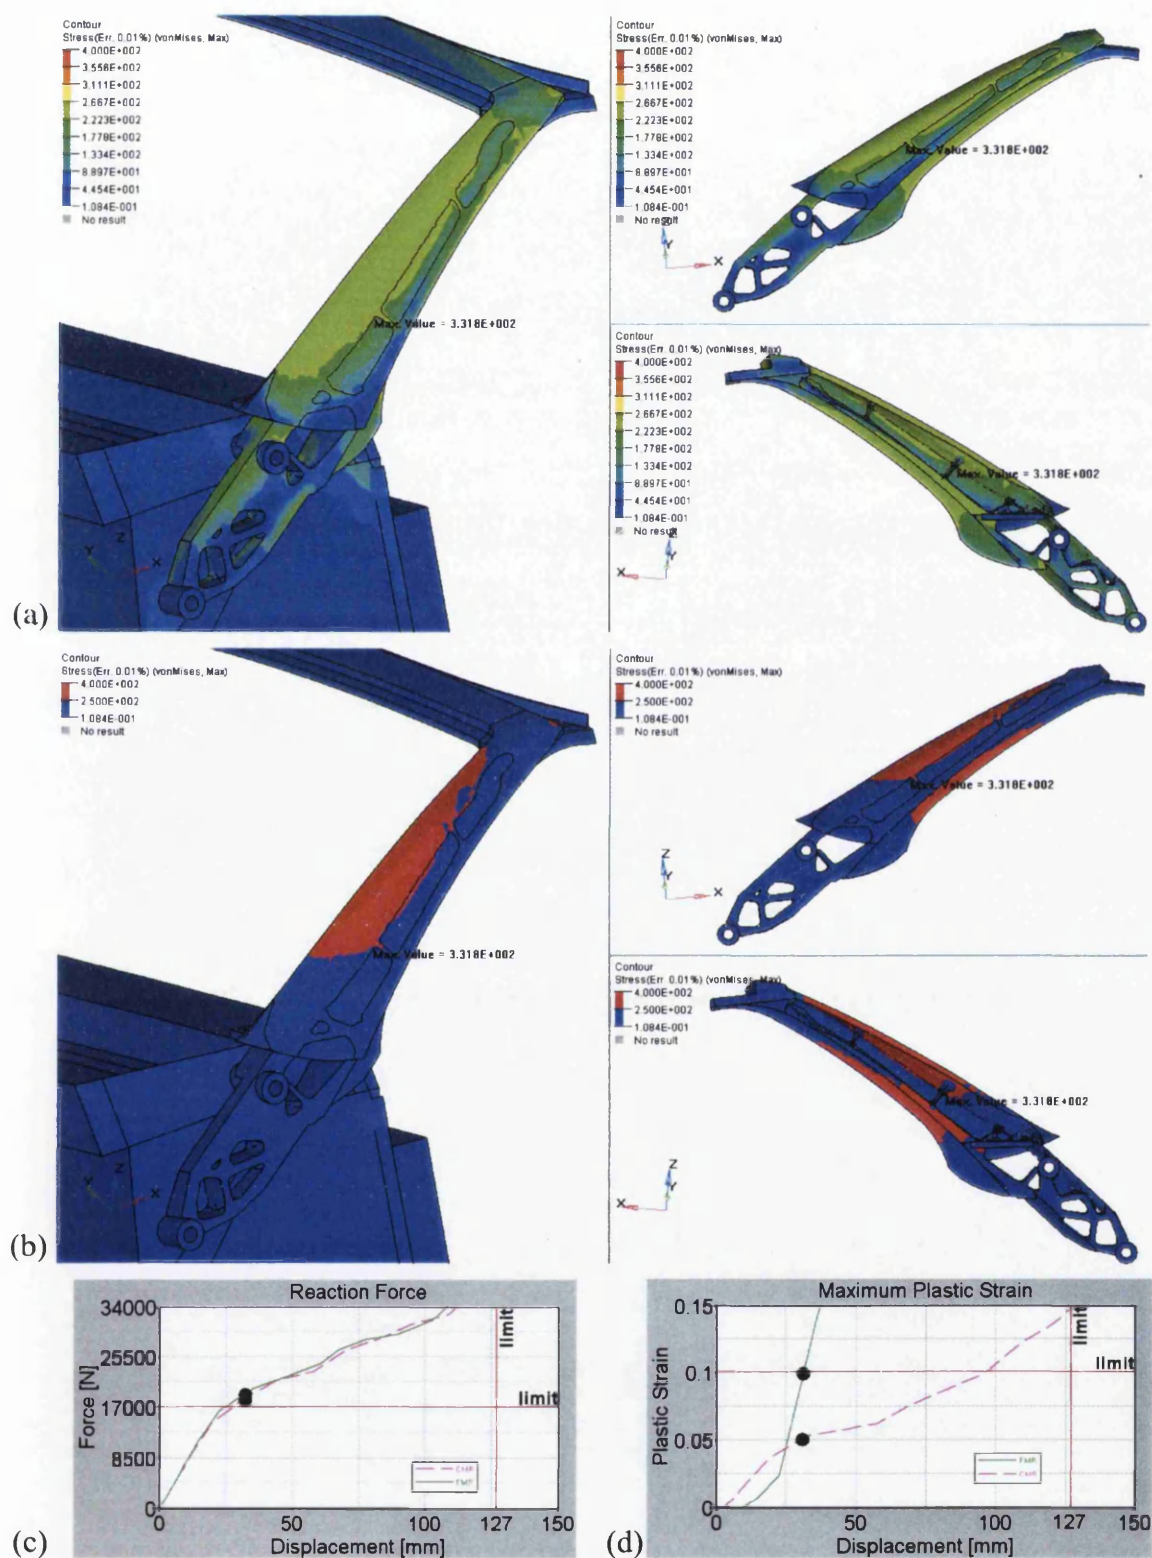 Contour
Stress(Err. 0.01%) (vonMises, Max)
4.000E+002
3.556E+002
3.111E+002
2.667E+002
2.223E+002
1.778E+002
1.334E+002
8.897E+001
4.454E+001
1.084E-001
No result
Max. Value = 3.318E+002
Y
Z
X
(a)
Contour
Stress(Err. 0.01%) (vonMises, Max)
4.000E+002
3.556E+002
3.111E+002
2.667E+002
2.223E+002
1.778E+002
1.334E+002
8.897E+001
4.454E+001
1.084E-001
No result
Max. Value = 3.318E+002
Z
Y
X
Contour
Stress(Err. 0.01%) (vonMises, Max)
4.000E+002
3.556E+002
3.111E+002
2.667E+002
2.223E+002
1.778E+002
1.334E+002
8.897E+001
4.454E+001
1.084E-001
No result
Max. Value = 3.318E+002
Z
Y
X
Contour
Stress(Err. 0.01%) (vonMises, Max)
4.000E+002
2.500E+002
1.084E-001
No result
Max. Value = 3.318E+002
Y
Z
X
(b)
Contour
Stress(Err. 0.01%) (vonMises, Max)
4.000E+002
2.500E+002
1.084E-001
No result
Max. Value = 3.318E+002
Z
Y
X
Contour
Stress(Err. 0.01%) (vonMises, Max)
4.000E+002
2.500E+002
1.084E-001
No result
Max. Value = 3.318E+002
Z
Y
X
Reaction Force
34000
25500
17000
8500
0
Force [N]
limit
limit
0 50 100 127 150
Displacement [mm]
(c)
Maximum Plastic Strain
0.15
0.1
0.05
0
Plastic Strain
limit
limit
FMR
CMR
0 50 100 127 150
Displacement [mm]
(d)